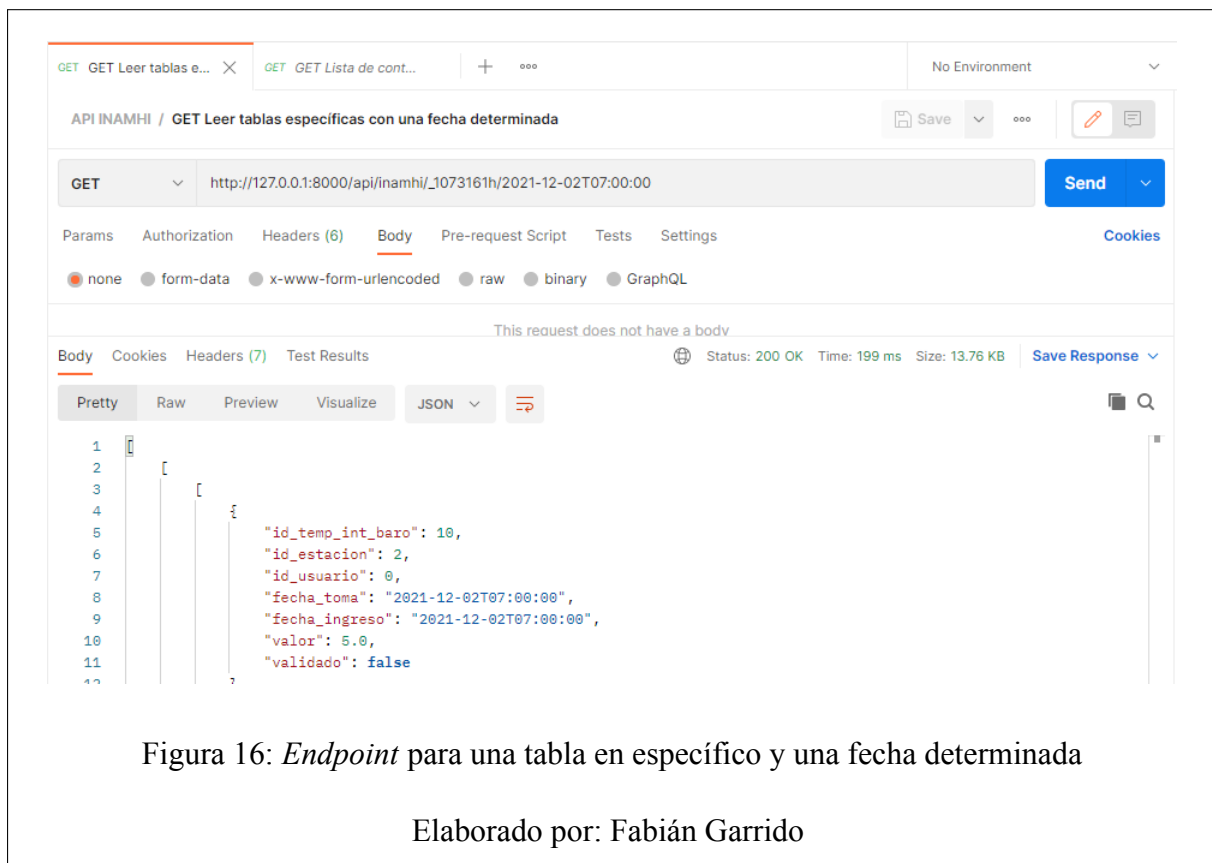 GET GET Leer tablas e... GET GET Lista de cont... No Environment
API INAMHI / GET Leer tablas específicas con una fecha determinada Save
GET http://127.0.0.1:8000/api/inamhi/_1073161h/2021-12-02T07:00:00 Send
Params Authorization Headers (6) Body Pre-request Script Tests Settings Cookies
none form-data x-www-form-urlencoded raw binary GraphQL
This request does not have a body
Body Cookies Headers (7) Test Results Status: 200 OK Time: 199 ms Size: 13.76 KB Save Response
Pretty Raw Preview Visualize JSON
1 [
2 [
3 [
4 {
5 "id_temp_int_baro": 10,
6 "id_estacion": 2,
7 "id_usuario": 0,
8 "fecha_toma": "2021-12-02T07:00:00",
9 "fecha_ingreso": "2021-12-02T07:00:00",
10 "valor": 5.0,
11 "validado": false
12 }
Figura 16: Endpoint para una tabla en específico y una fecha determinada
Elaborado por: Fabián Garrido